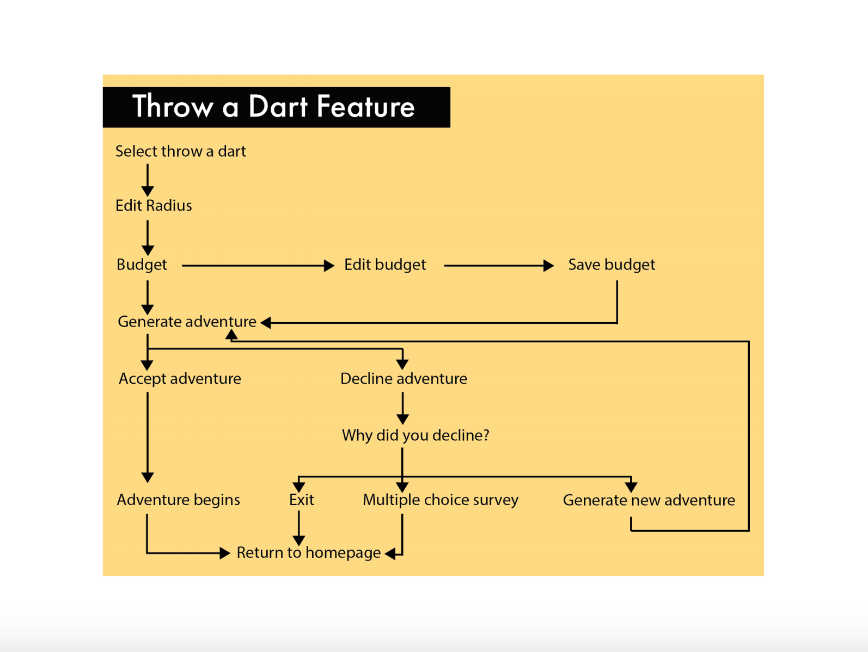 Throw a Dart Feature
Select throw a dart
Edit Radius
Budget
Edit budget
Save budget
Generate adventure
Accept adventure
Decline adventure
Why did you decline?
Adventure begins
Exit
Multiple choice survey
Generate new adventure
Return to homepage